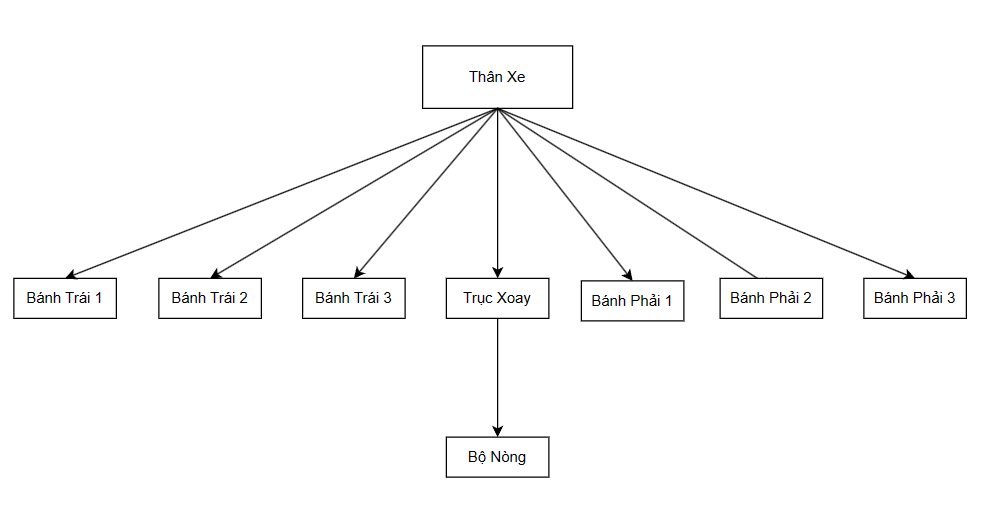 Thân Xe
Bánh Trái 1
Bánh Trái 2
Bánh Trái 3
Trục Xoay
Bánh Phải 1
Bánh Phải 2
Bánh Phải 3
Bộ Nòng